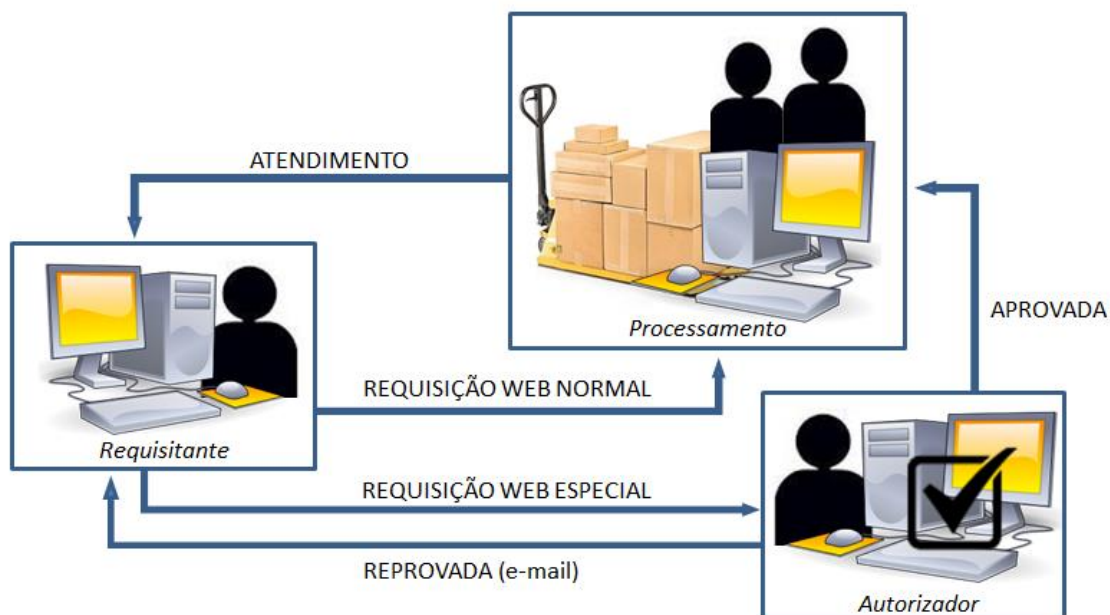 ATENDIMENTO
Processamento
APROVADA
REQUISIÇÃO WEB NORMAL
Requisitante
REQUISIÇÃO WEB ESPECIAL
REPROVADA (e-mail)
Autorizador